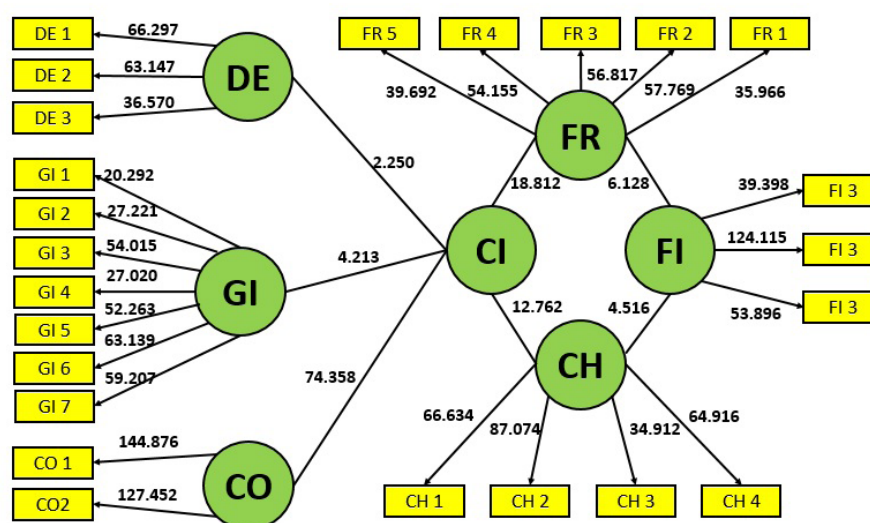 DE 1
66.297
DE 2
63.147
DE 3
36.570
DE
FR 5
FR 4
FR 3
FR 2
FR 1
39.692
54.155
56.817
57.769
35.966
FR
GI 1
20.292
GI 2
27.221
GI 3
54.015
GI 4
27.020
GI 5
52.263
GI 6
63.139
GI 7
59.207
GI
2.250
4.213
74.358
CI
18.812
6.128
12.762
4.516
FI
39.398
FI 3
124.115
FI 3
53.896
FI 3
CH
66.634
87.074
34.912
64.916
CH 1
CH 2
CH 3
CH 4
CO 1
144.876
CO2
127.452
CO